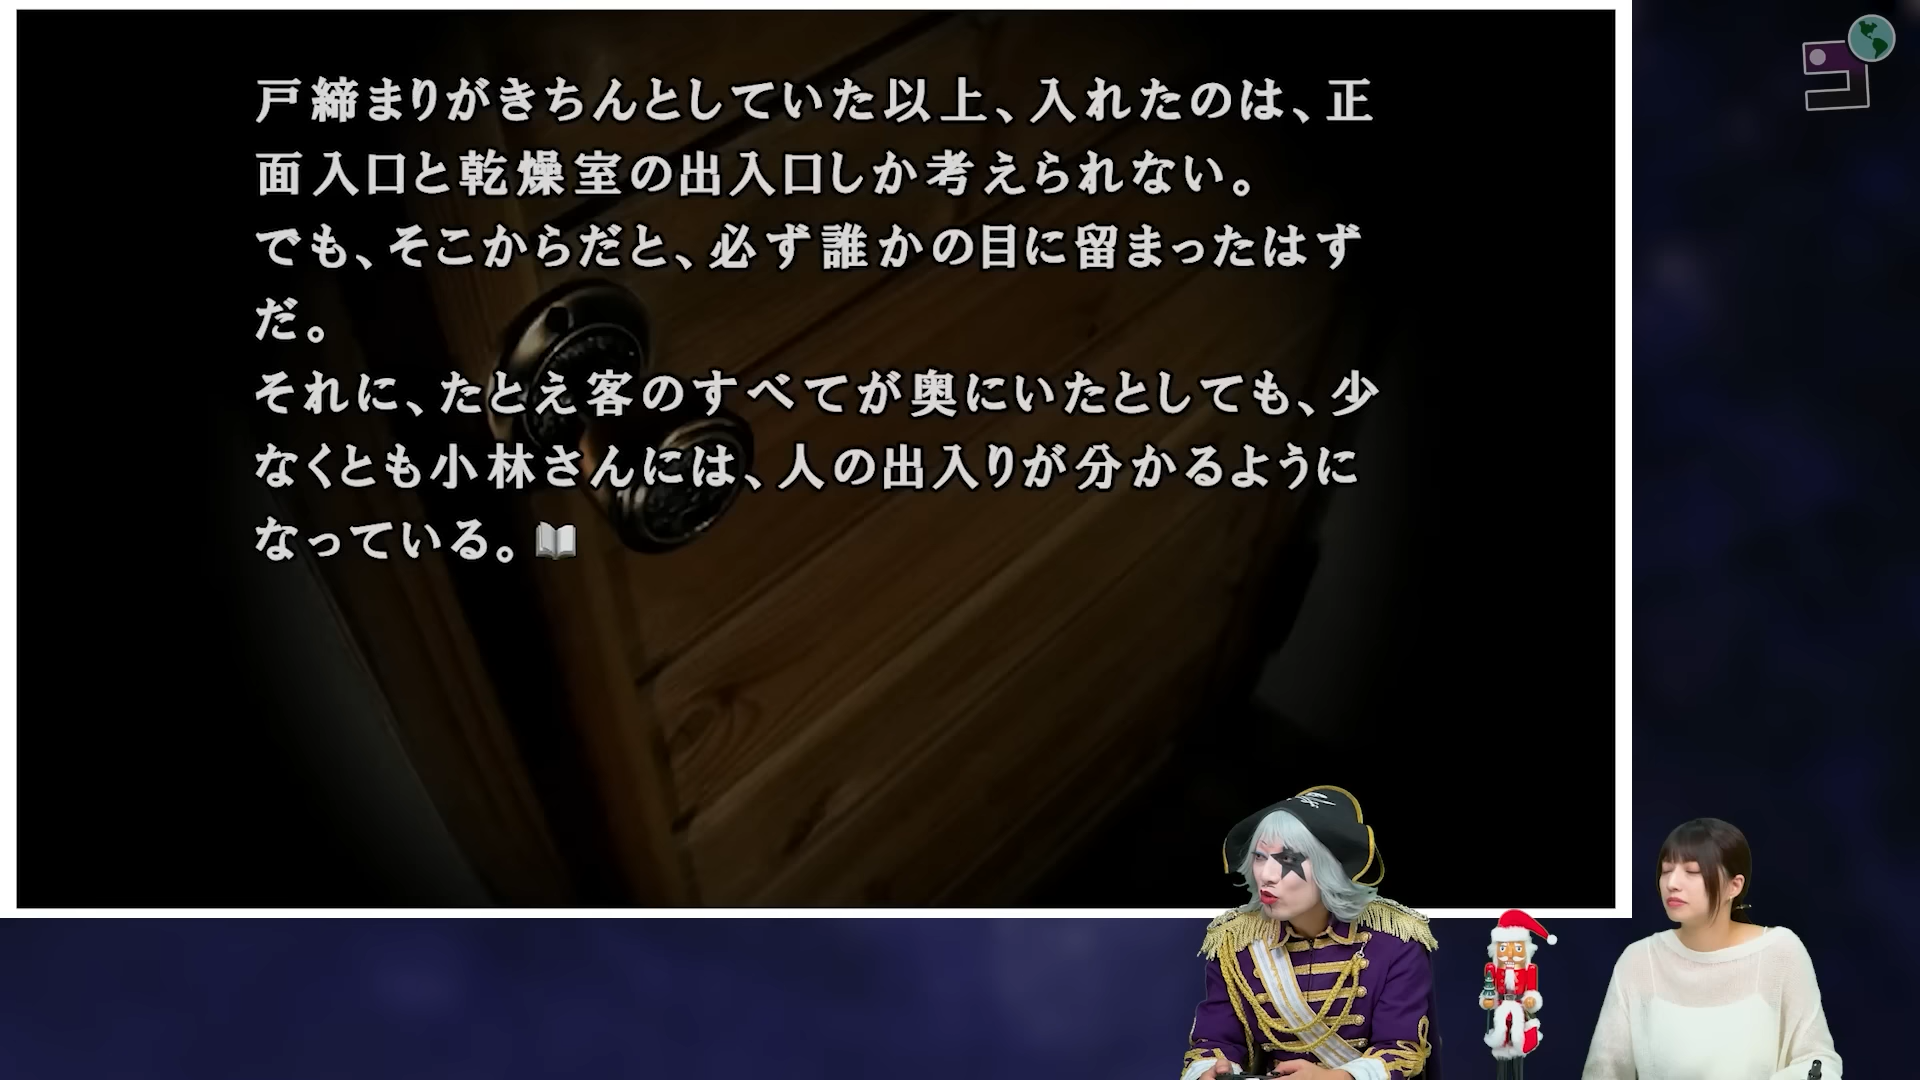 戸締まりがきちんとしていた以上、入れたのは、正
面入口と乾燥室の出入口しか考えられない。
でも、そこからだと、必ず誰かの目に留まったはず
だ。
それに、たとえ客のすべてが奥にいたとしても、少
なくとも小林さんには、人の出入りが分かるように
なっている。